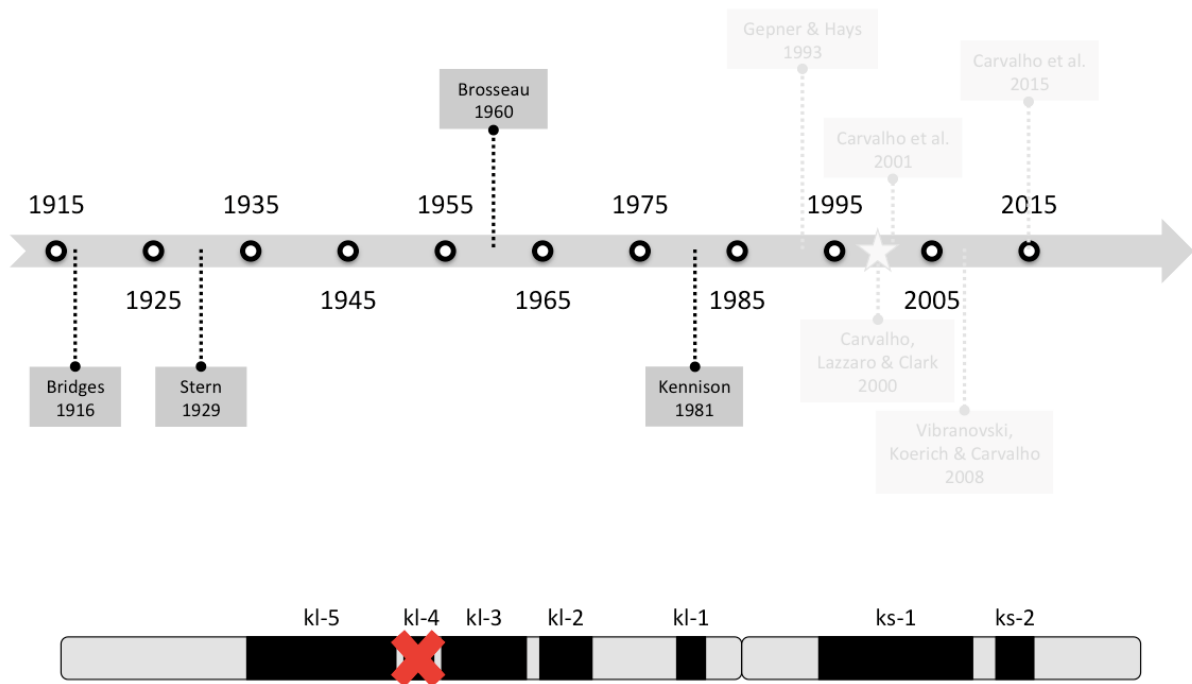 Gepner & Hays
1993
Carvalho et al.
2015
Brosseau
1960
Carvalho et al.
2001
1915
1935
1955
1975
1995
2015
1925
1945
1965
1985
2005
Bridges
1916
Stern
1929
Kennison
1981
Carvalho,
Lazzaro & Clark
2000
Vibranovski,
Koerich & Carvalho
2008
kl-5
kl-4
kl-3
kl-2
kl-1
ks-1
ks-2